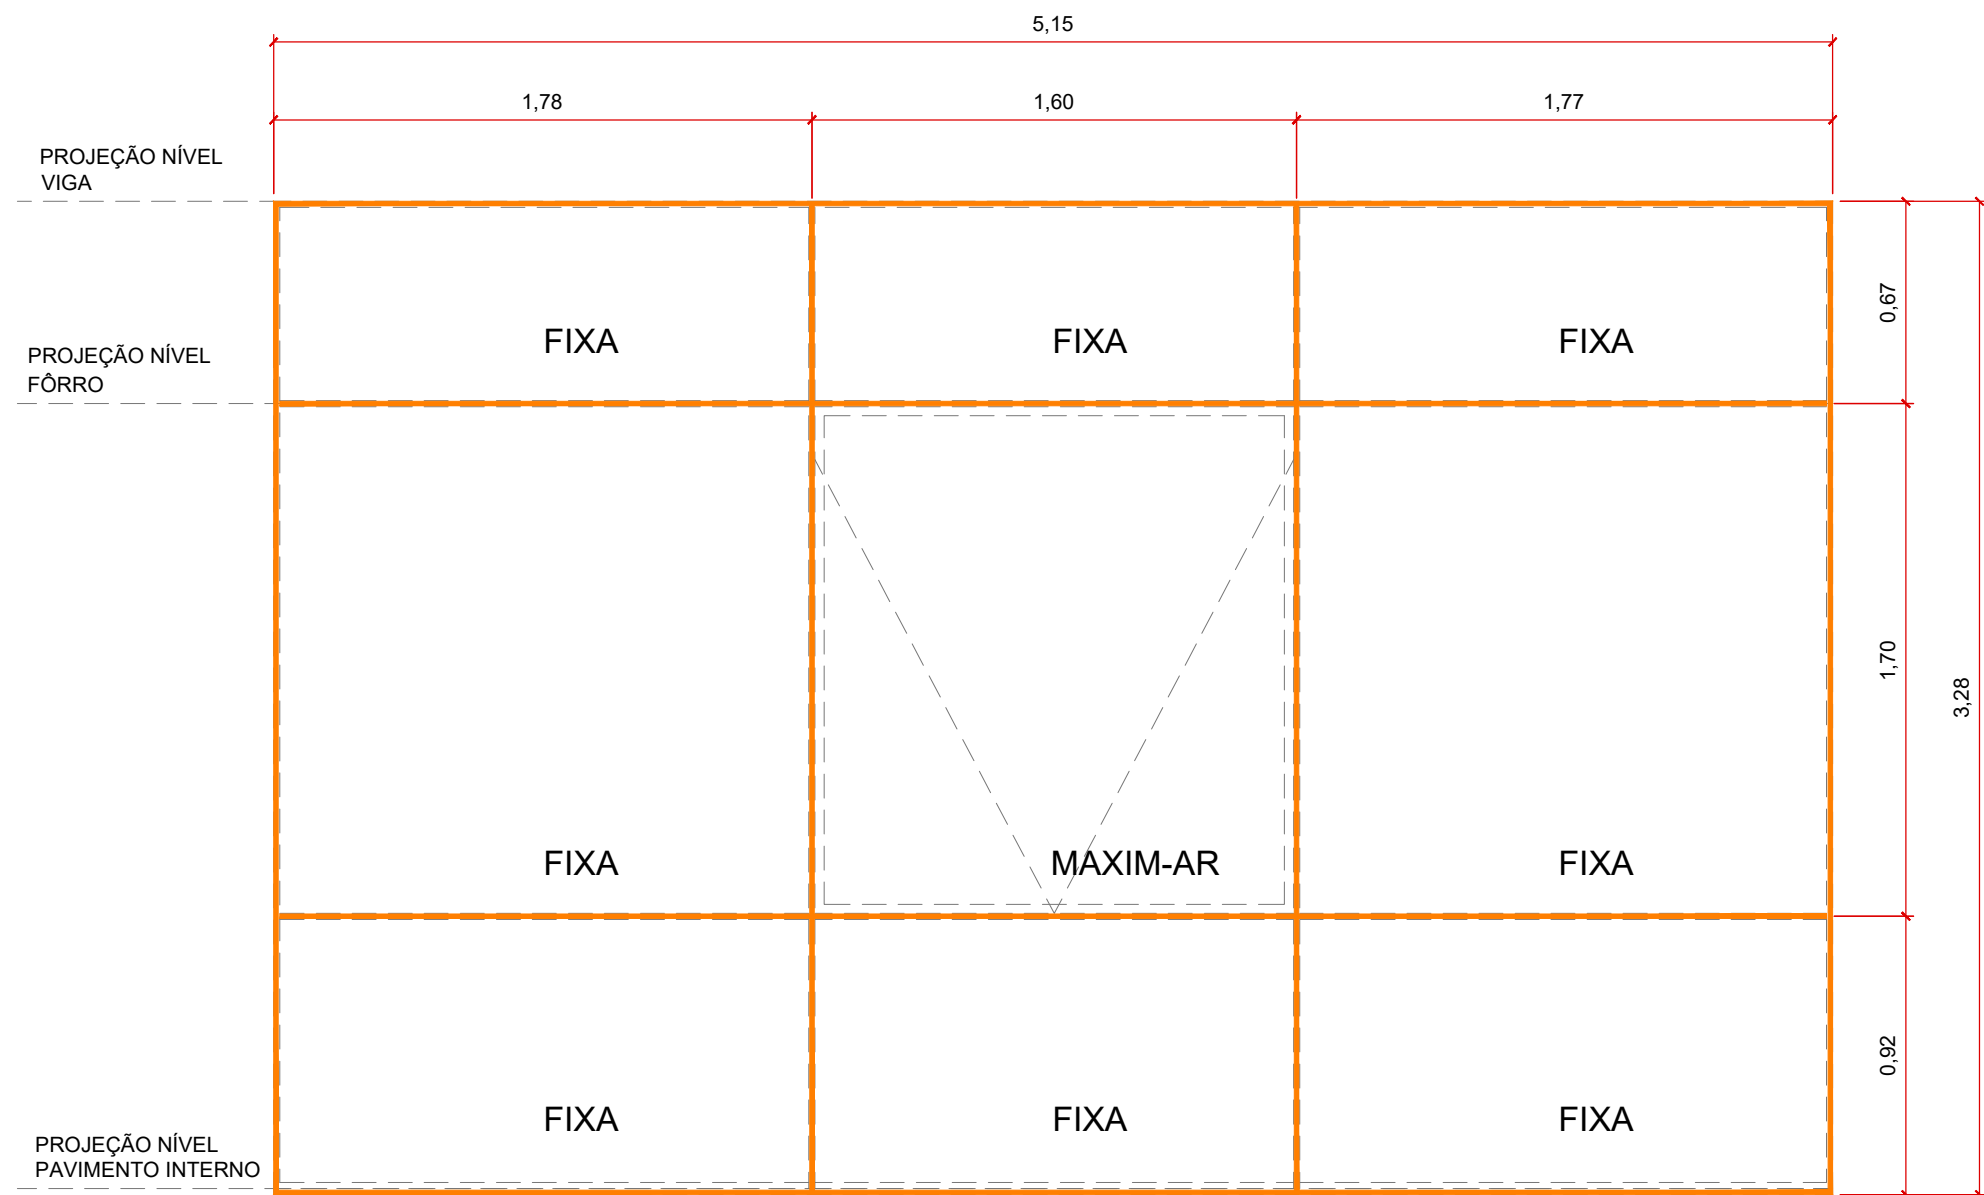 5,15
1,78
1,60
1,77
PROJEÇÃO NÍVEL
VIGA
0,67
FIXA
FIXA
FIXA
PROJEÇÃO NÍVEL
FÔRRO
1,70
3,28
FIXA
MAXIM-AR
FIXA
0,92
FIXA
FIXA
FIXA
PROJEÇÃO NÍVEL
PAVIMENTO INTERNO